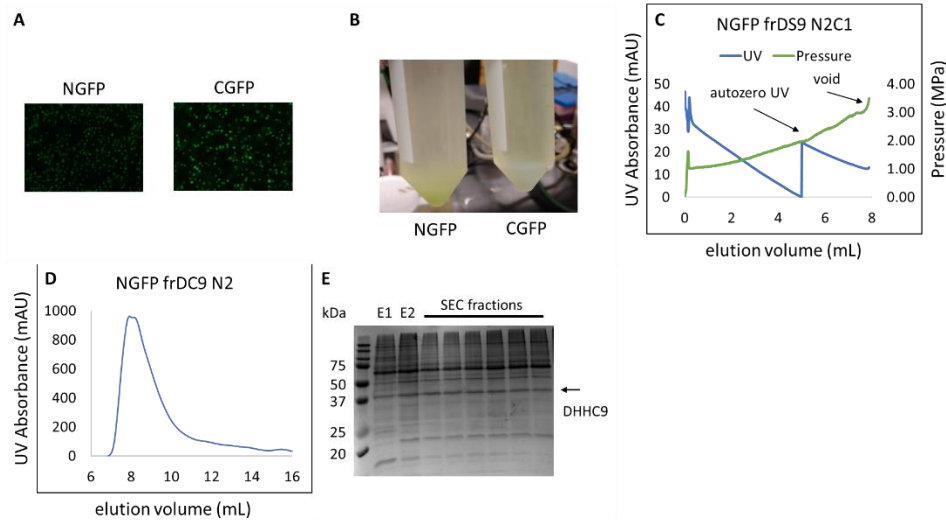 A
NGFP
CGFP
B
NGFP
CGFP
C
NGFP frDS9 N2C1
UV
Pressure
void
autozero UV
UV Absorbance (mAU)
50
40
30
20
10
0
Pressure (MPa)
4.00
3.00
2.00
1.00
0.00
0 2 4 6 8
elution volume (mL)
D
NGFP frDC9 N2
UV Absorbance (mAU)
1000
800
600
400
200
0
6 8 10 12 14 16
elution volume (mL)
E
SEC fractions
kDa E1 E2
75
50
37
25
20
DHHC9